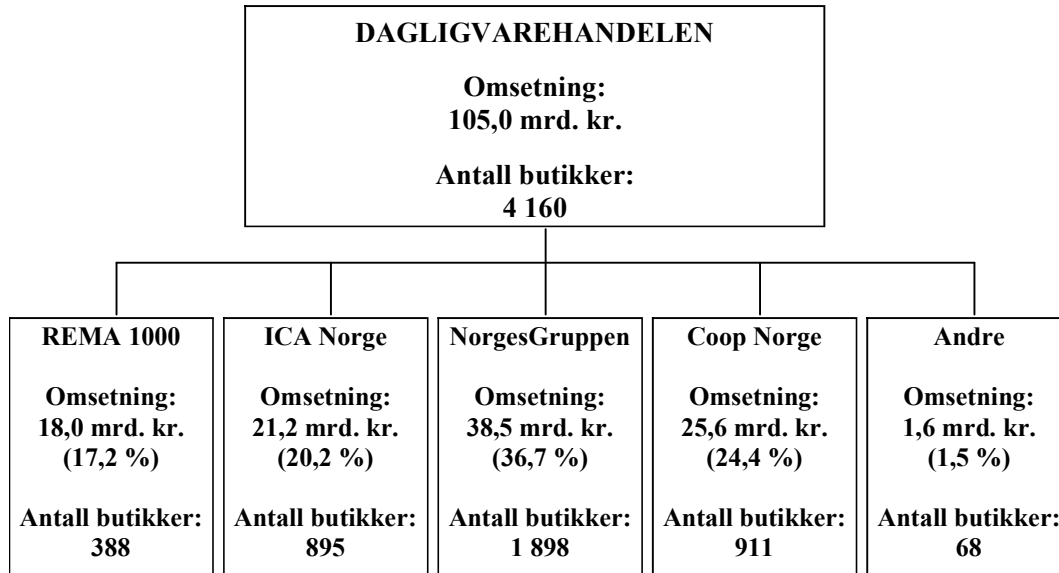 DAGLIGVAREHANDELEN
Omsetning:
105,0 mrd. kr.
Antall butikker:
4 160
REMA 1000
Omsetning:
18,0 mrd. kr.
(17,2 %)
Antall butikker:
388
ICA Norge
Omsetning:
21,2 mrd. kr.
(20,2 %)
Antall butikker:
895
NorgesGruppen
Omsetning:
38,5 mrd. kr.
(36,7 %)
Antall butikker:
1 898
Coop Norge
Omsetning:
25,6 mrd. kr.
(24,4 %)
Antall butikker:
911
Andre
Omsetning:
1,6 mrd. kr.
(1,5 %)
Antall butikker:
68